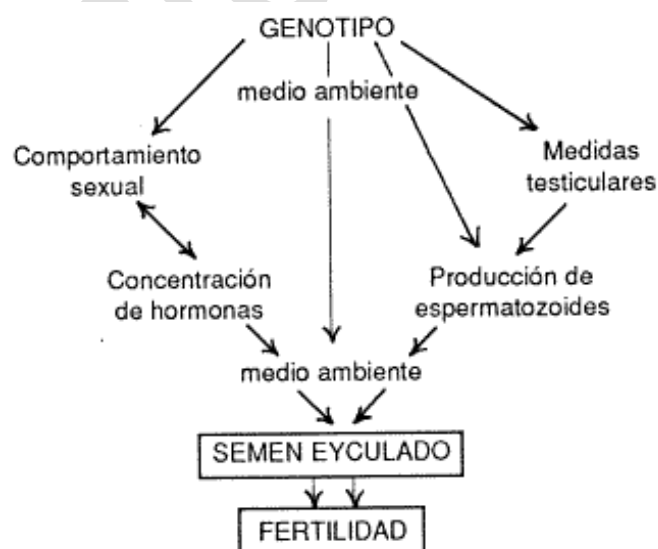 GENOTIPO
medio ambiente
Comportamiento
sexual
Medidas
testiculares
Concentración
de hormonas
Producción de
espermatozoides
medio ambiente
SEMEN EYCULADO
FERTILIDAD